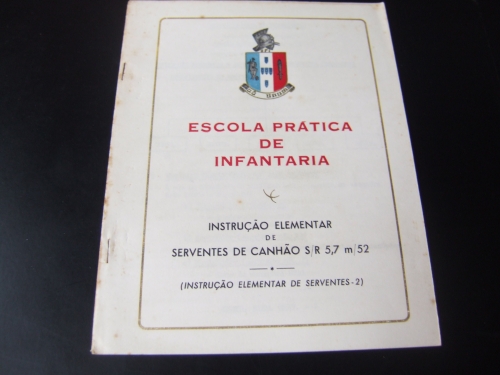 ESCOLA PRÁTICA
DE
INFANTARIA
INSTRUÇÃO ELEMENTAR
DE
SERVENTES DE CANHÃO S/R 5,7 m/52
(INSTRUÇÃO ELEMENTAR DE SERVENTES-2)